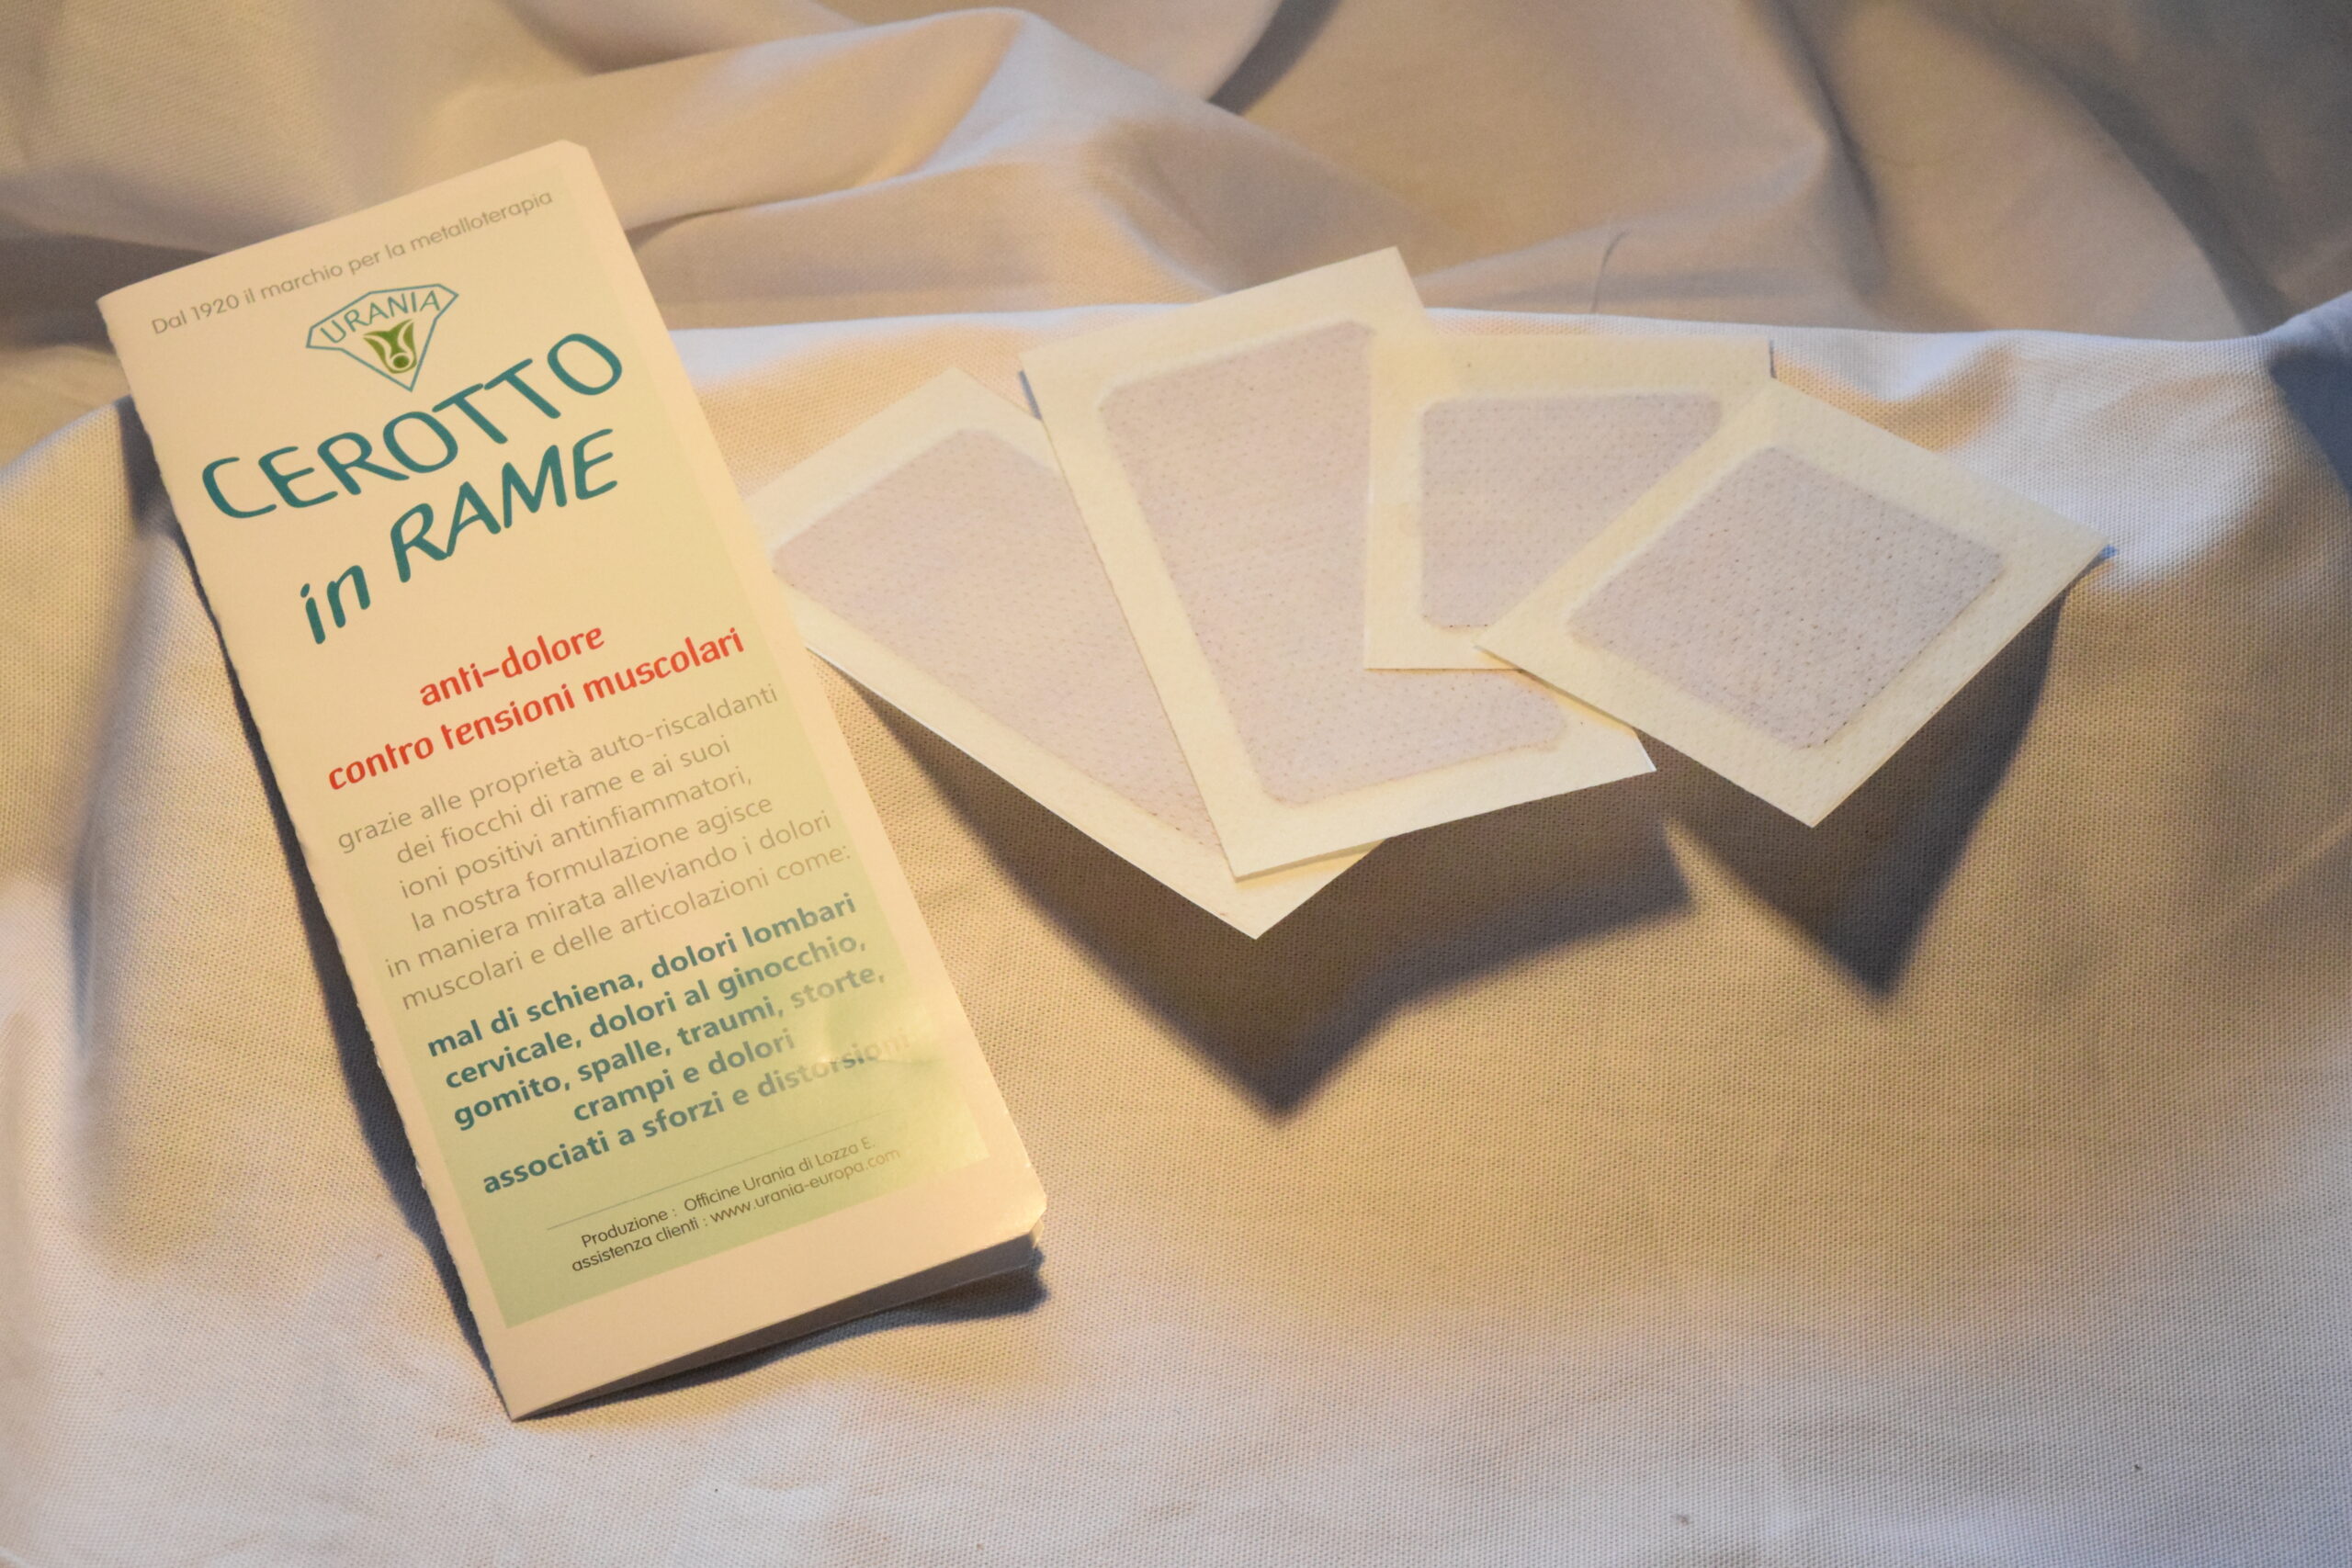 Dal 1920 il marchio per la metalloterapia
URANIA
CEROTTO
in RAME
anti-dolore
contro tensioni muscolari
grazie alle proprietà auto-riscaldanti
dei fiocchi di rame e ai suoi
ioni positivi antinfiammatori,
la nostra formulazione agisce
in maniera mirata alleviando i dolori
muscolari e delle articolazioni come:
mal di schiena, dolori lombari
cervicale, dolori al ginocchio,
gomito, spalle, traumi, storte,
crampi e dolori
associati a sforzi e distorsioni
Produzione : Officine Urania di Lozza E.
assistenza clienti : www.urania-europa.com